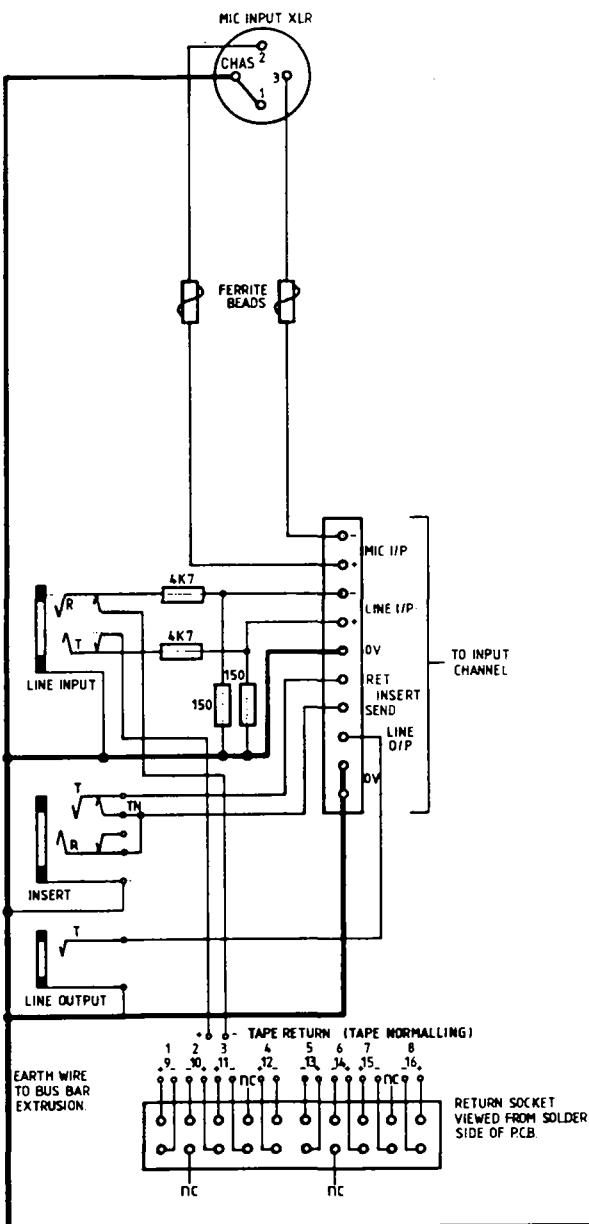 MIC INPUT XLR
2
CHAS
3
1
FERRITE
BEADS
-
MIC I/P
+
4K7
-
R
LINE I/P
4K7
+
T
0V
TO INPUT
CHANNEL
LINE INPUT
150
150
RET
INSERT
SEND
LINE
O/P
0V
T
TN
R
INSERT
T
LINE OUTPUT
+ - TAPE RETURN (TAPE NORMALLING)
1 2 3 4 5 6 7 8
+9- -10+ +11- nc +12- -13+ -14+ +15- nc -16+
EARTH WIRE
TO BUS BAR
EXTRUSION.
RETURN SOCKET
VIEWED FROM SOLDER
SIDE OF P.C.B.
nc nc